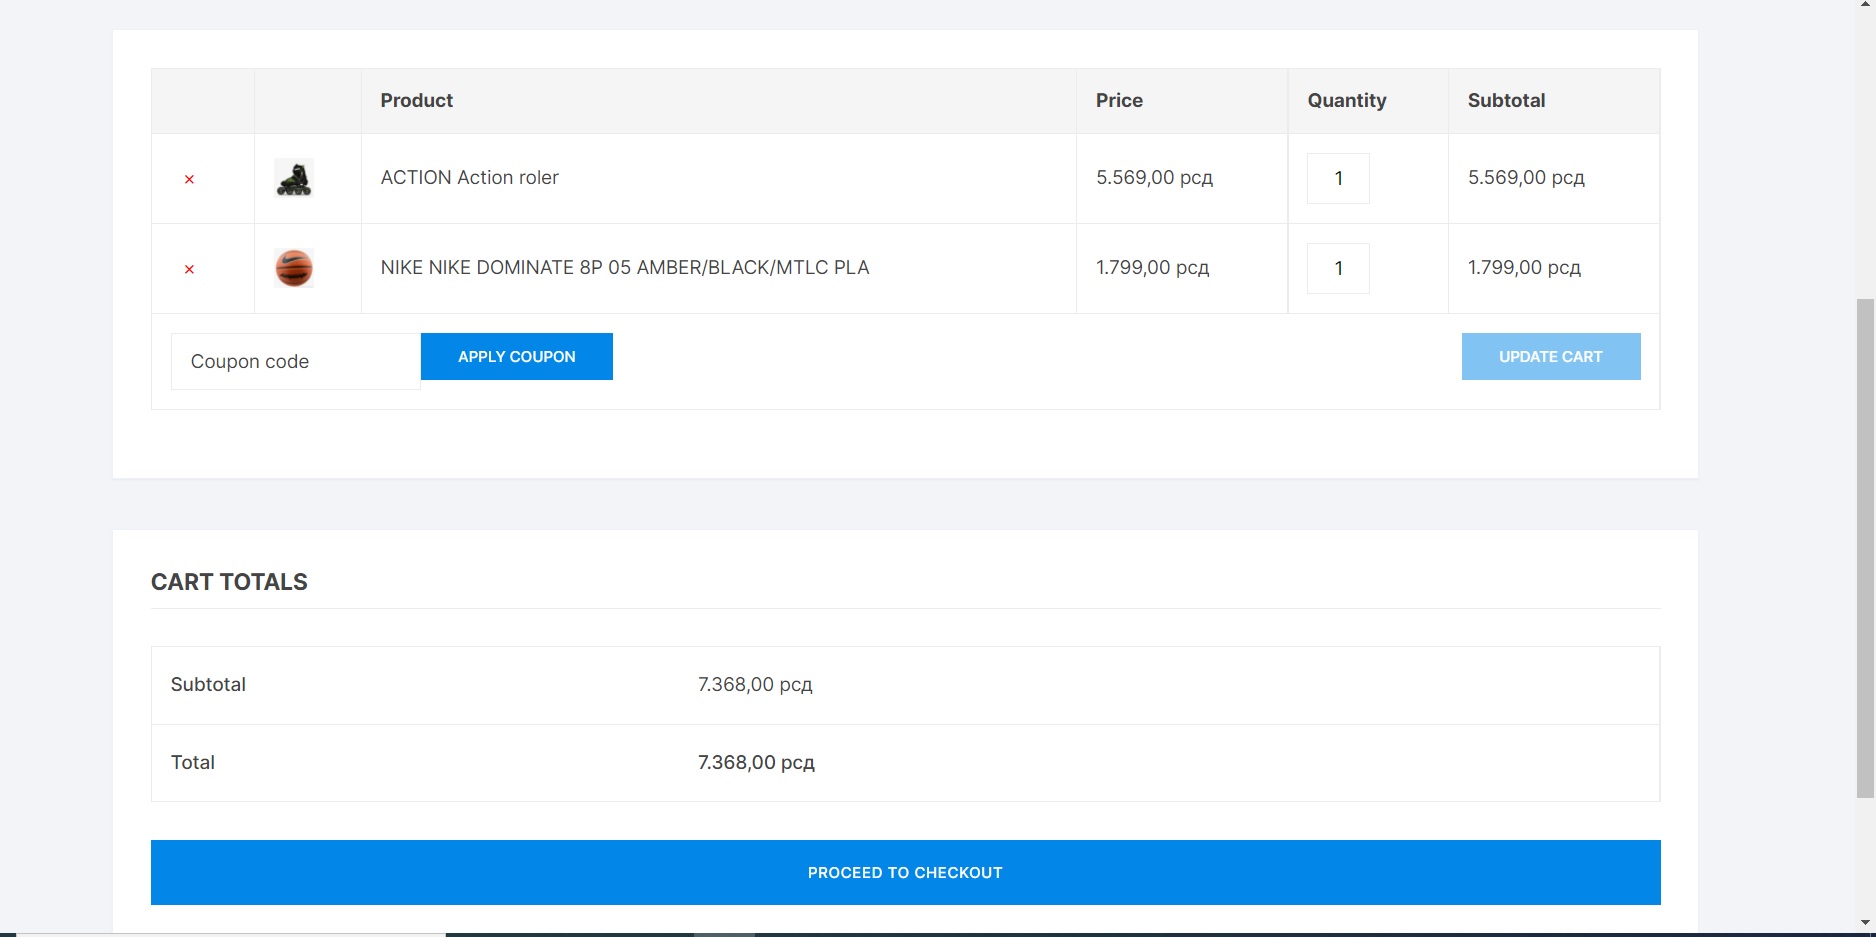 Product Price Quantity Subtotal
× ACTION Action roler 5.569,00 рсд 1 5.569,00 рсд
× NIKE NIKE DOMINATE 8P 05 AMBER/BLACK/MTLC PLA 1.799,00 рсд 1 1.799,00 рсд
Coupon code APPLY COUPON UPDATE CART
CART TOTALS
Subtotal 7.368,00 рсд
Total 7.368,00 рсд
PROCEED TO CHECKOUT